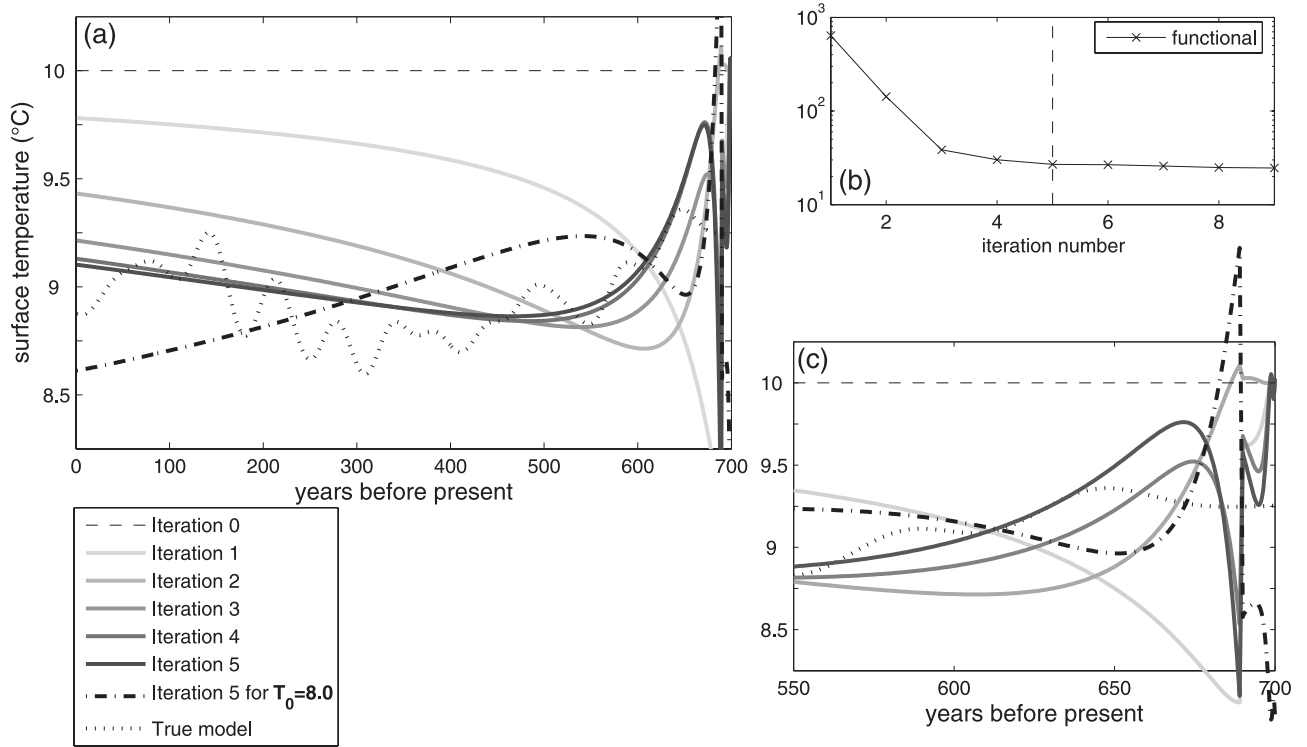 (a)
10
9.5
9
8.5
surface temperature (°C)
0 100 200 300 400 500 600 700
years before present
10³
10²
10¹
functional
(b)
2 4 6 8
iteration number
(c)
10
9.5
9
8.5
550 600 650 700
years before present
Iteration 0
Iteration 1
Iteration 2
Iteration 3
Iteration 4
Iteration 5
Iteration 5 for T₀=8.0
True model